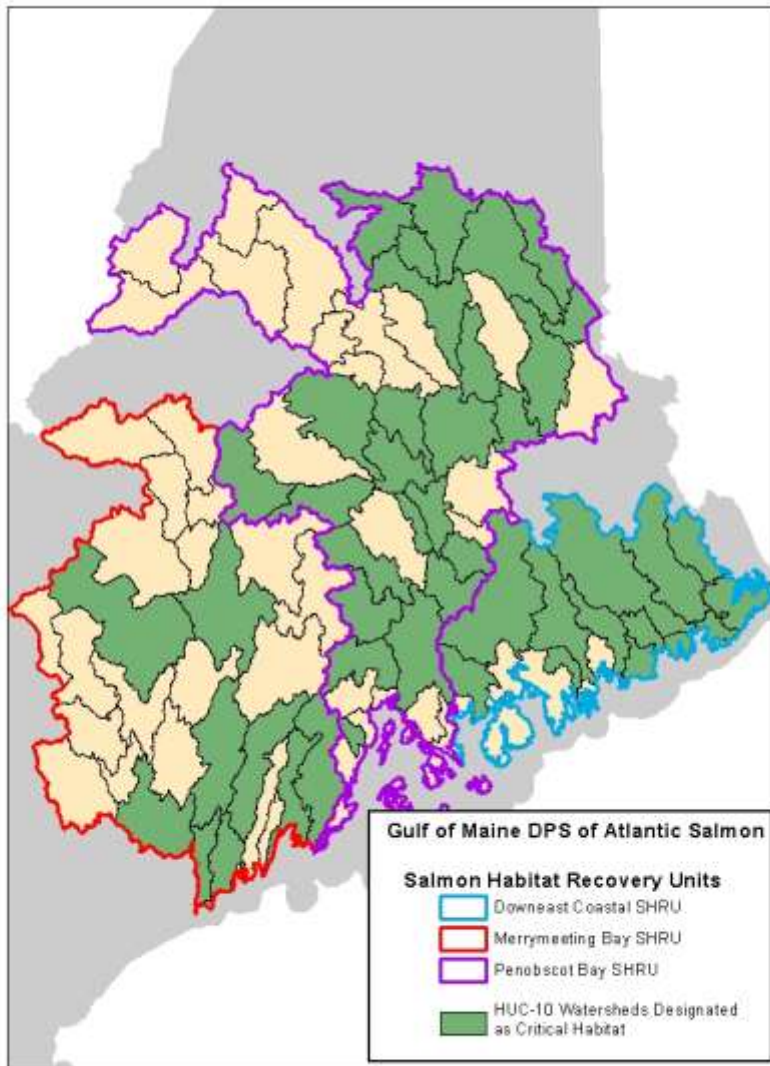 Gulf of Maine DPS of Atlantic Salmon
Salmon Habitat Recovery Units
Downeast Coastal SHRU
Merrymeeting Bay SHRU
Penobscot Bay SHRU
HUC-10 Watersheds Designated
as Critical Habitat